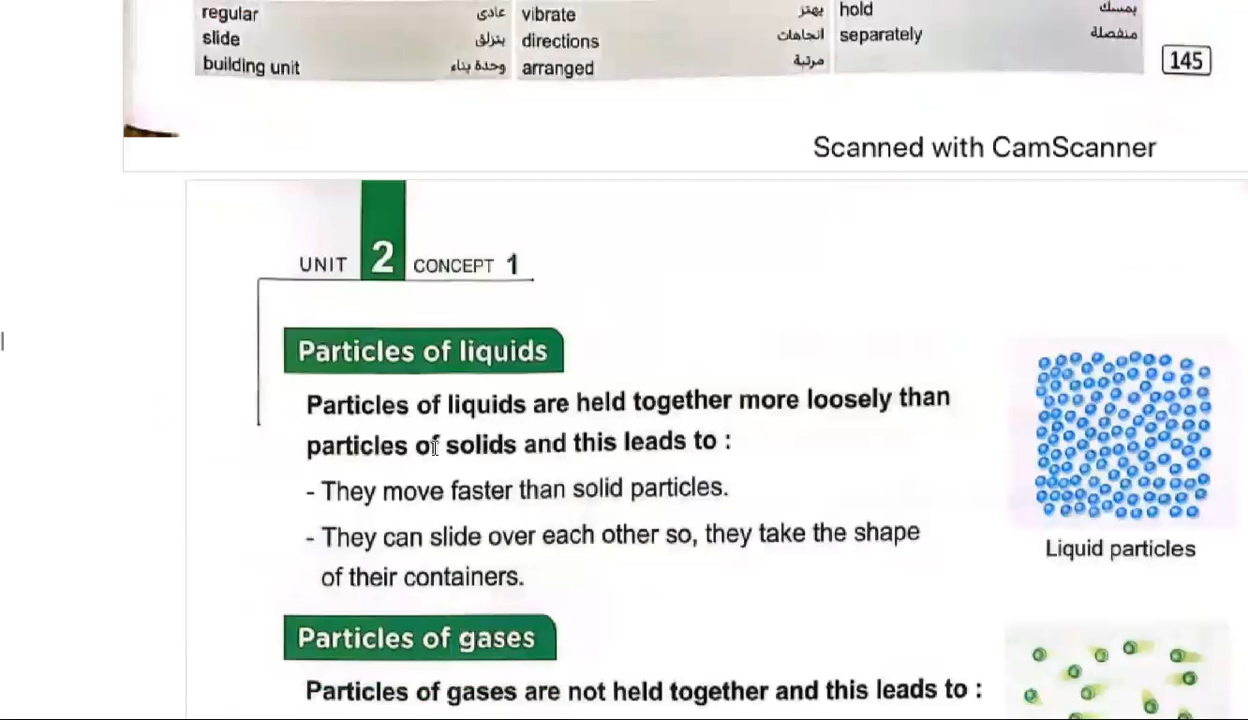 regular عادى vibrate يهتز hold يمسك
slide ينزلق directions اتجاهات separately منفصلة
building unit وحدة بناء arranged مرتبة
145
Scanned with CamScanner
UNIT 2 CONCEPT 1
Particles of liquids
Particles of liquids are held together more loosely than
particles of solids and this leads to :
- They move faster than solid particles.
- They can slide over each other so, they take the shape
of their containers.
Liquid particles
Particles of gases
Particles of gases are not held together and this leads to :